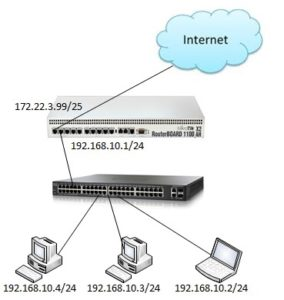 Internet
172.22.3.99/25
RouterBOARD 1100 AH
X2
192.168.10.1/24
192.168.10.4/24
192.168.10.3/24
192.168.10.2/24